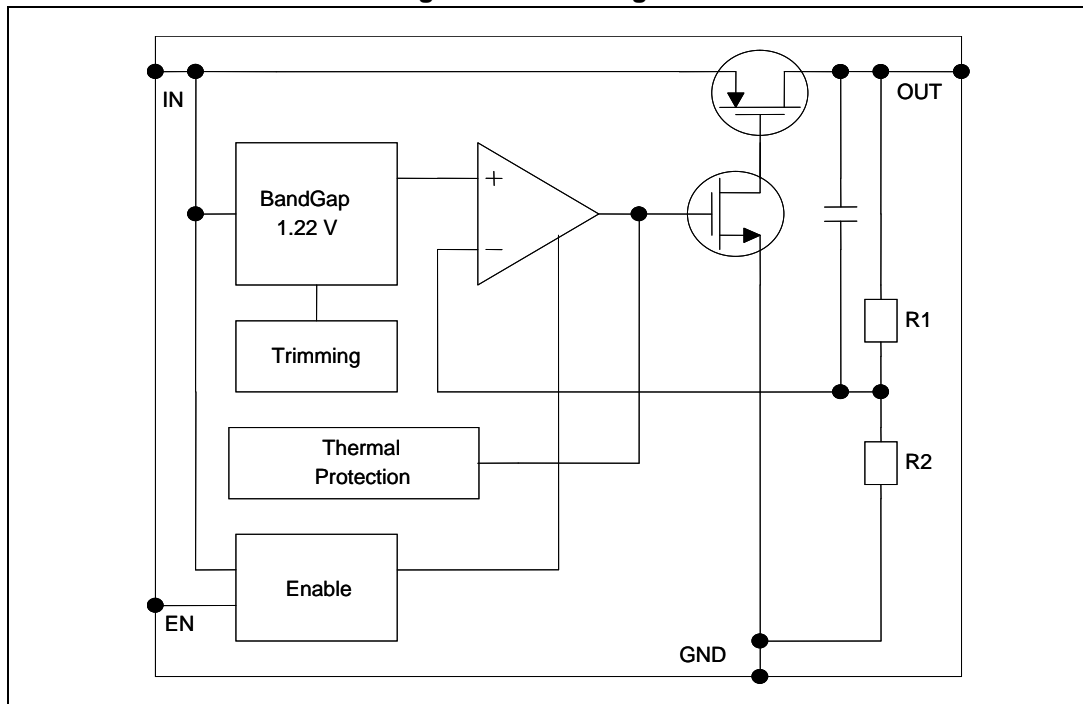 IN
OUT
BandGap
1.22 V
+
−
Trimming
R1
Thermal
Protection
R2
Enable
EN
GND